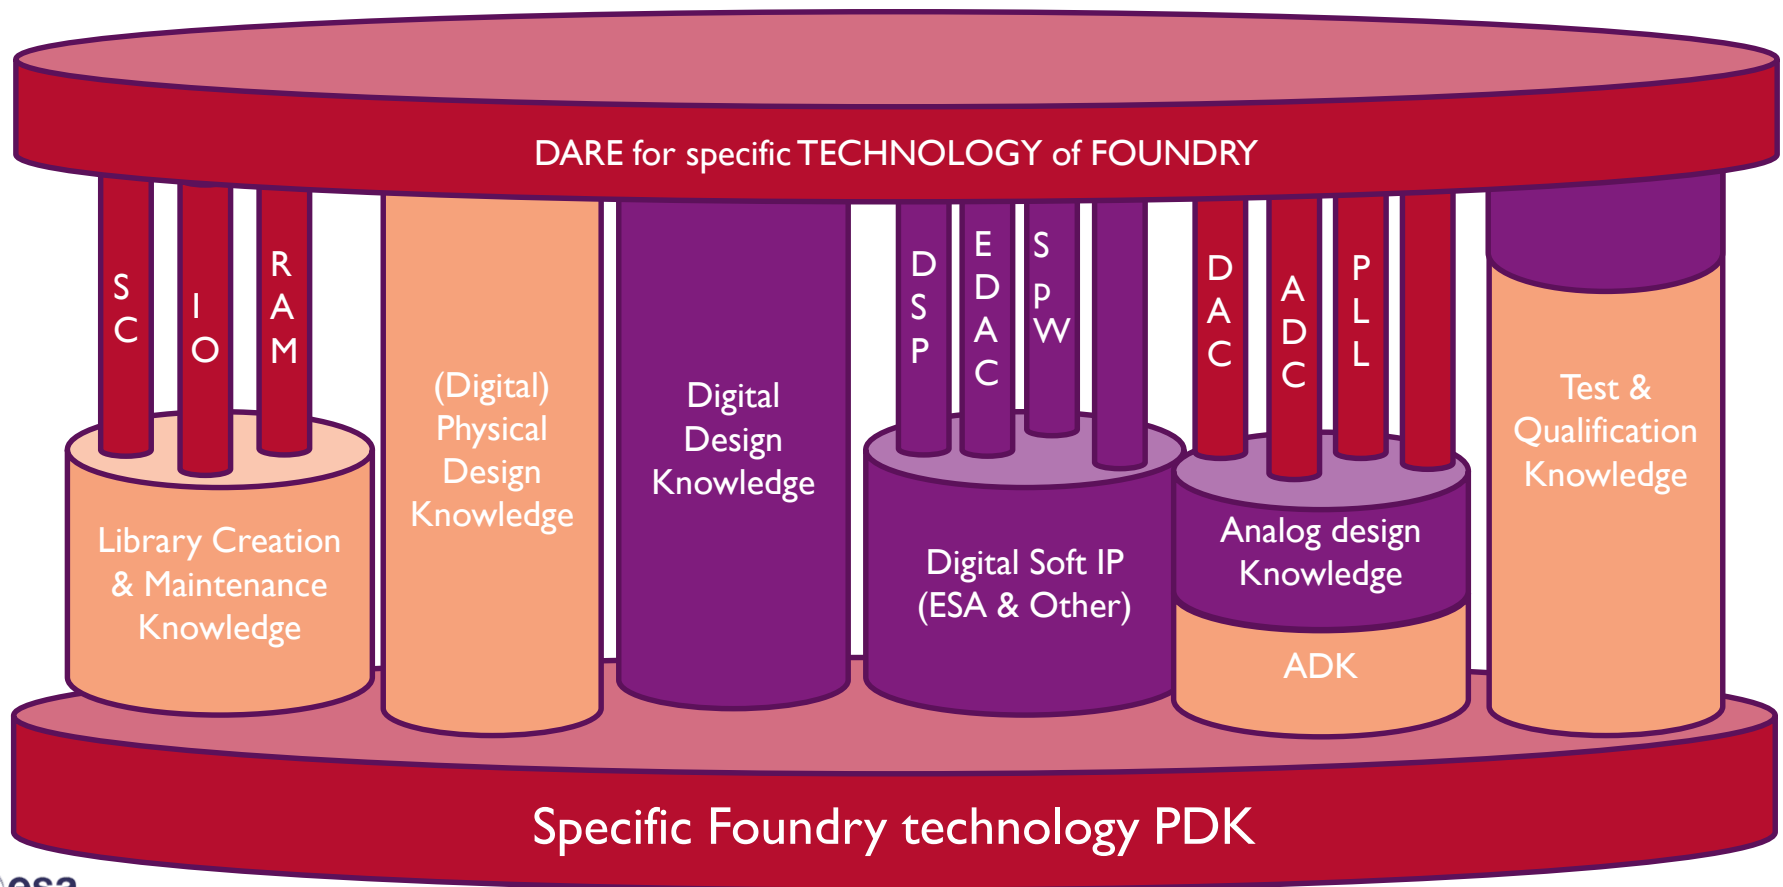 DARE for specific TECHNOLOGY of FOUNDRY
SC
IO
RAM
DSP
EDAC
SpW
DAC
ADC
PLL
(Digital)
Physical
Design
Knowledge
Digital
Design
Knowledge
Test &
Qualification
Knowledge
Library Creation
& Maintenance
Knowledge
Digital Soft IP
(ESA & Other)
Analog design
Knowledge
ADK
Specific Foundry technology PDK
esa